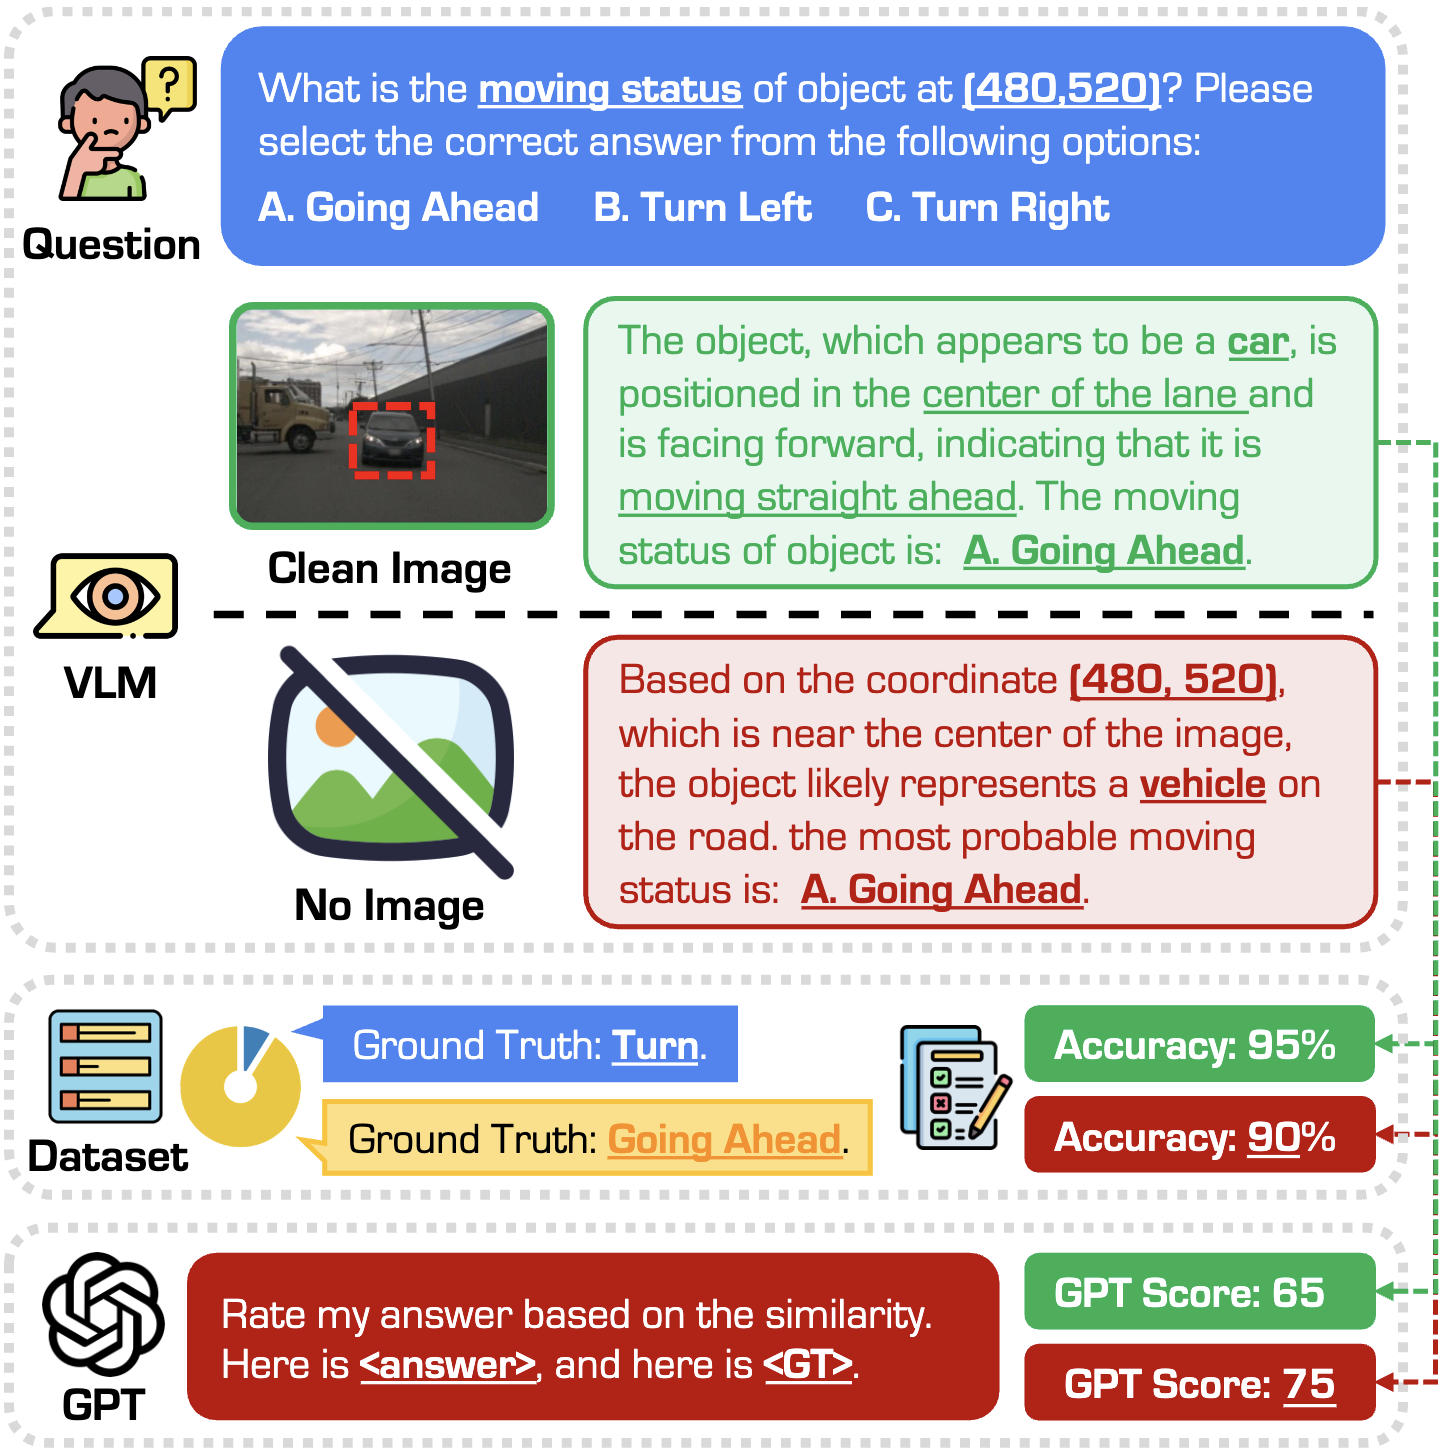 What is the moving status of object at (480,520)? Please
select the correct answer from the following options:
A. Going Ahead B. Turn Left C. Turn Right
?
Question
The object, which appears to be a car, is
positioned in the center of the lane and
is facing forward, indicating that it is
moving straight ahead. The moving
status of object is: A. Going Ahead.
Clean Image
VLM
Based on the coordinate (480, 520),
which is near the center of the image,
the object likely represents a vehicle on
the road. the most probable moving
status is: A. Going Ahead.
No Image
Ground Truth: Turn.
Ground Truth: Going Ahead.
Dataset
Accuracy: 95%
Accuracy: 90%
Rate my answer based on the similarity.
Here is <answer>, and here is <GT>.
GPT
GPT Score: 65
GPT Score: 75